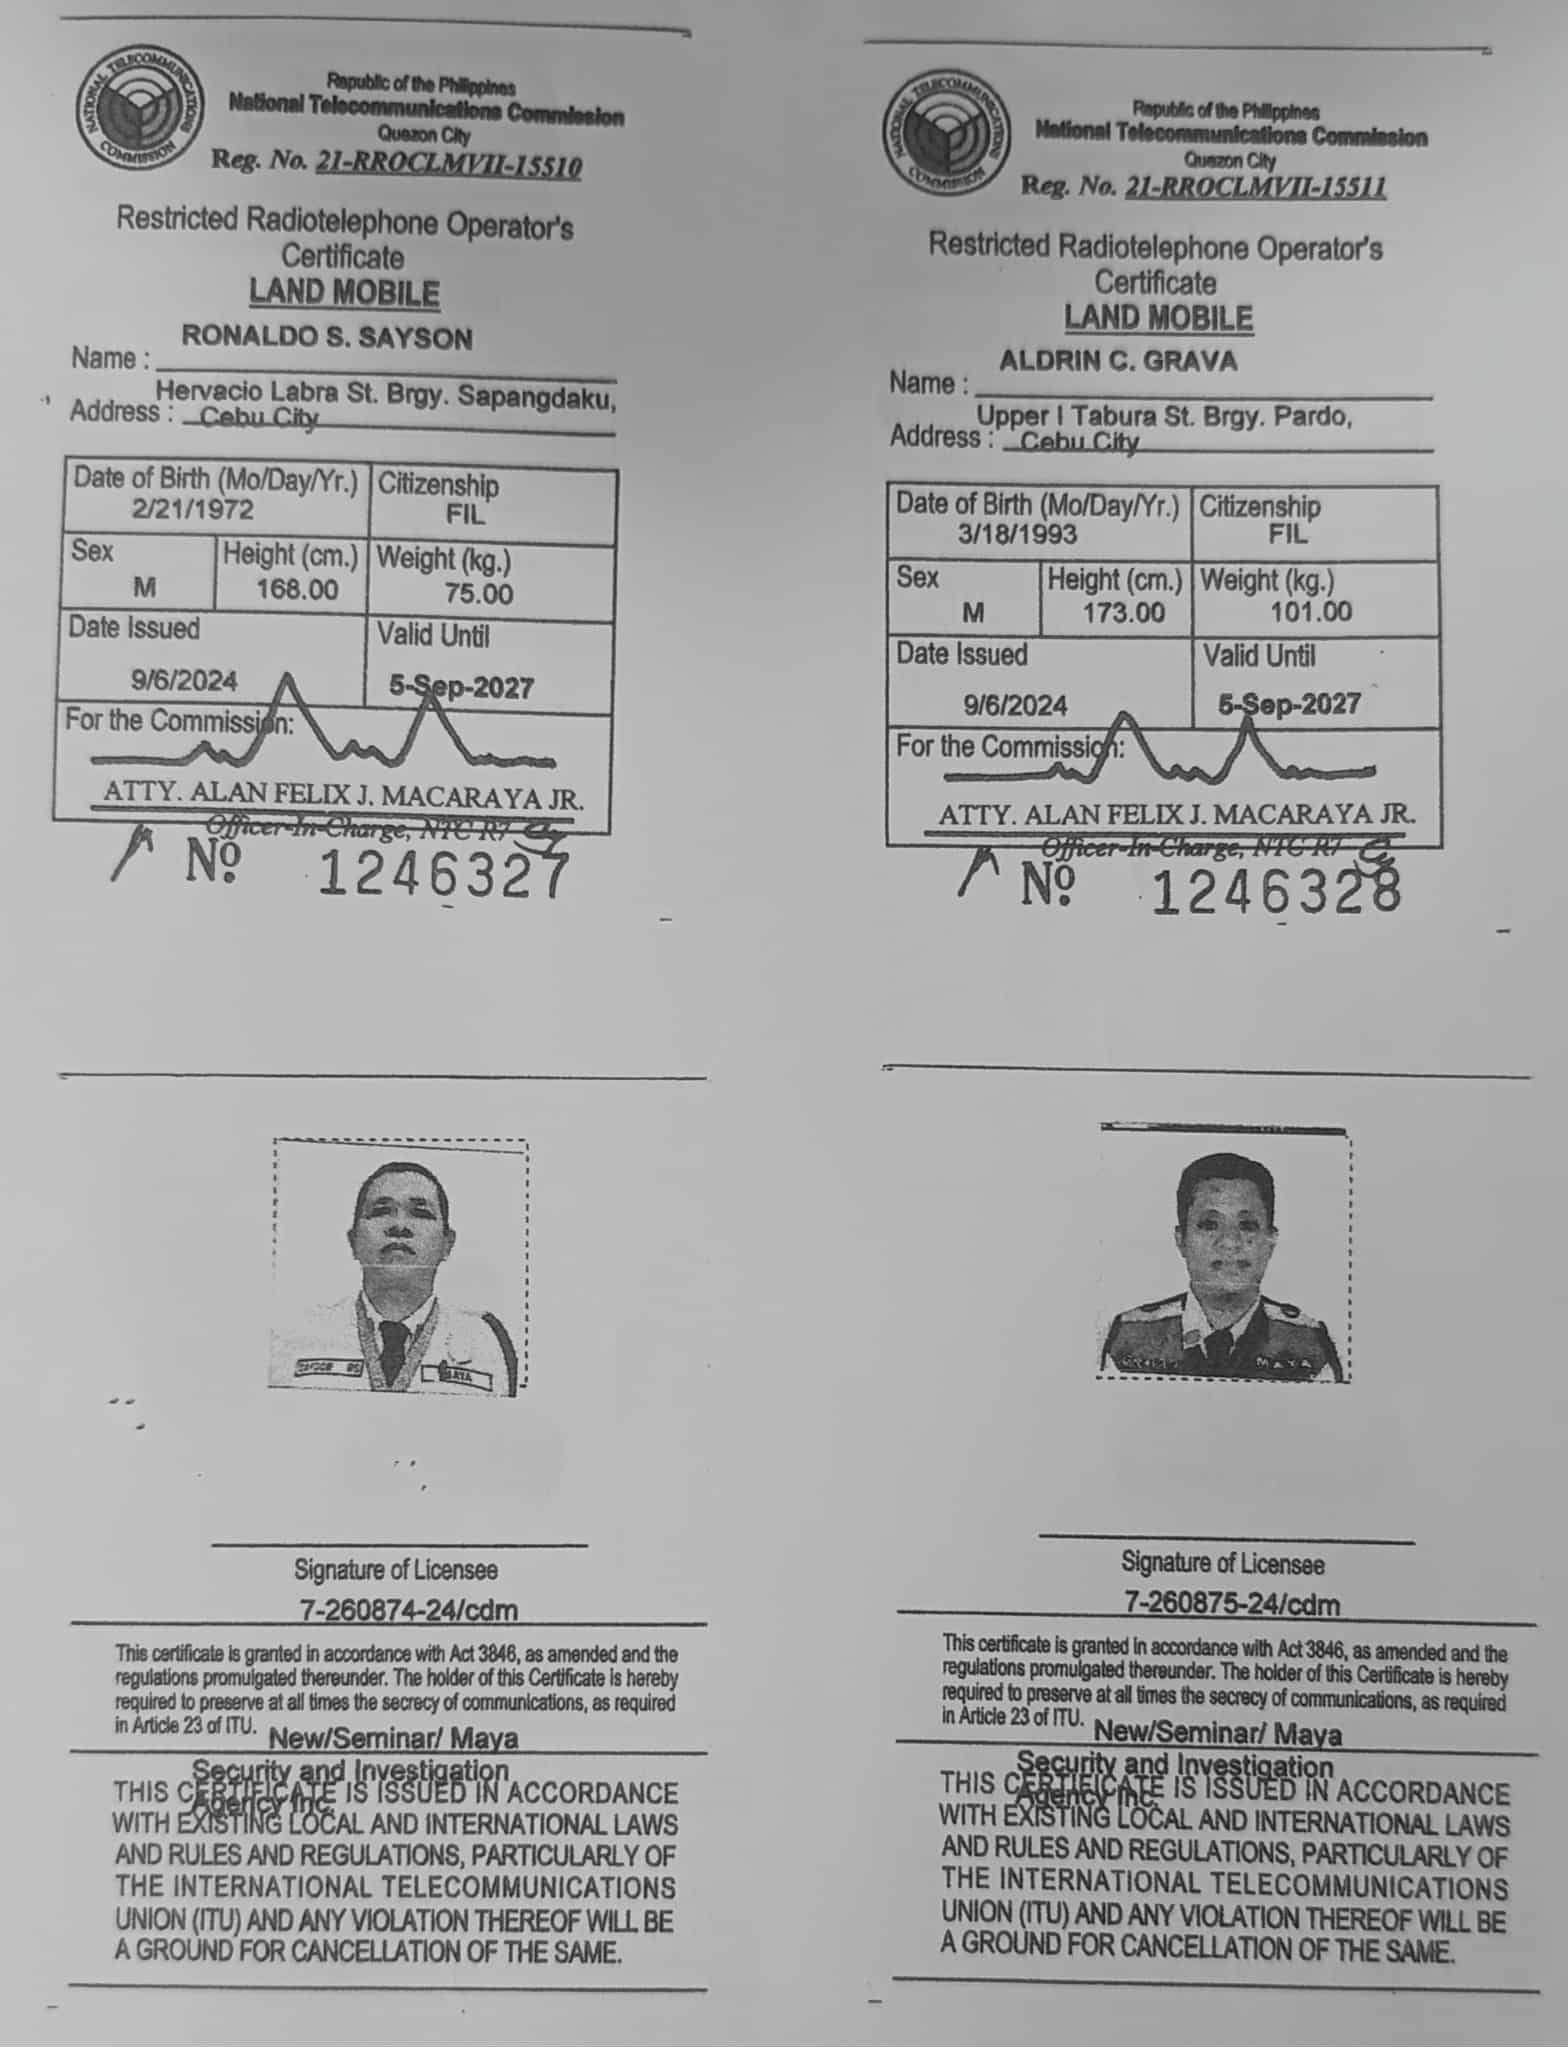 NATIONAL TELECOMMUNICATIONS COMMISSION
Republic of the Philippines
National Telecommunications Commission
Quezon City
Reg. No. 21-RROCLMVII-15510
Restricted Radiotelephone Operator's
Certificate
LAND MOBILE
RONALDO S. SAYSON
Name :
Hervacio Labra St. Brgy. Sapangdaku,
Address : Cebu City
Date of Birth (Mo/Day/Yr.) Citizenship
2/21/1972 FIL
Sex Height (cm.) Weight (kg.)
M 168.00 75.00
Date Issued Valid Until
9/6/2024 5-Sep-2027
For the Commission:
ATTY. ALAN FELIX J. MACARAYA JR.
Officer-In-Charge, NTC R7
Nº 1246327
Signature of Licensee
7-260874-24/cdm
This certificate is granted in accordance with Act 3846, as amended and the
regulations promulgated thereunder. The holder of this Certificate is hereby
required to preserve at all times the secrecy of communications, as required
in Article 23 of ITU. New/Seminar/ Maya
Security and Investigation
Agency Inc.
THIS CERTIFICATE IS ISSUED IN ACCORDANCE
WITH EXISTING LOCAL AND INTERNATIONAL LAWS
AND RULES AND REGULATIONS, PARTICULARLY OF
THE INTERNATIONAL TELECOMMUNICATIONS
UNION (ITU) AND ANY VIOLATION THEREOF WILL BE
A GROUND FOR CANCELLATION OF THE SAME.
NATIONAL TELECOMMUNICATIONS COMMISSION
Republic of the Philippines
National Telecommunications Commission
Quezon City
Reg. No. 21-RROCLMVII-15511
Restricted Radiotelephone Operator's
Certificate
LAND MOBILE
ALDRIN C. GRAVA
Name :
Upper I Tabura St. Brgy. Pardo,
Address : Cebu City
Date of Birth (Mo/Day/Yr.) Citizenship
3/18/1993 FIL
Sex Height (cm.) Weight (kg.)
M 173.00 101.00
Date Issued Valid Until
9/6/2024 5-Sep-2027
For the Commission:
ATTY. ALAN FELIX J. MACARAYA JR.
Officer-In-Charge, NTC R7
Nº 1246328
MAYA
Signature of Licensee
7-260875-24/cdm
This certificate is granted in accordance with Act 3846, as amended and the
regulations promulgated thereunder. The holder of this Certificate is hereby
required to preserve at all times the secrecy of communications, as required
in Article 23 of ITU. New/Seminar/ Maya
Security and Investigation
Agency Inc.
THIS CERTIFICATE IS ISSUED IN ACCORDANCE
WITH EXISTING LOCAL AND INTERNATIONAL LAWS
AND RULES AND REGULATIONS, PARTICULARLY OF
THE INTERNATIONAL TELECOMMUNICATIONS
UNION (ITU) AND ANY VIOLATION THEREOF WILL BE
A GROUND FOR CANCELLATION OF THE SAME.